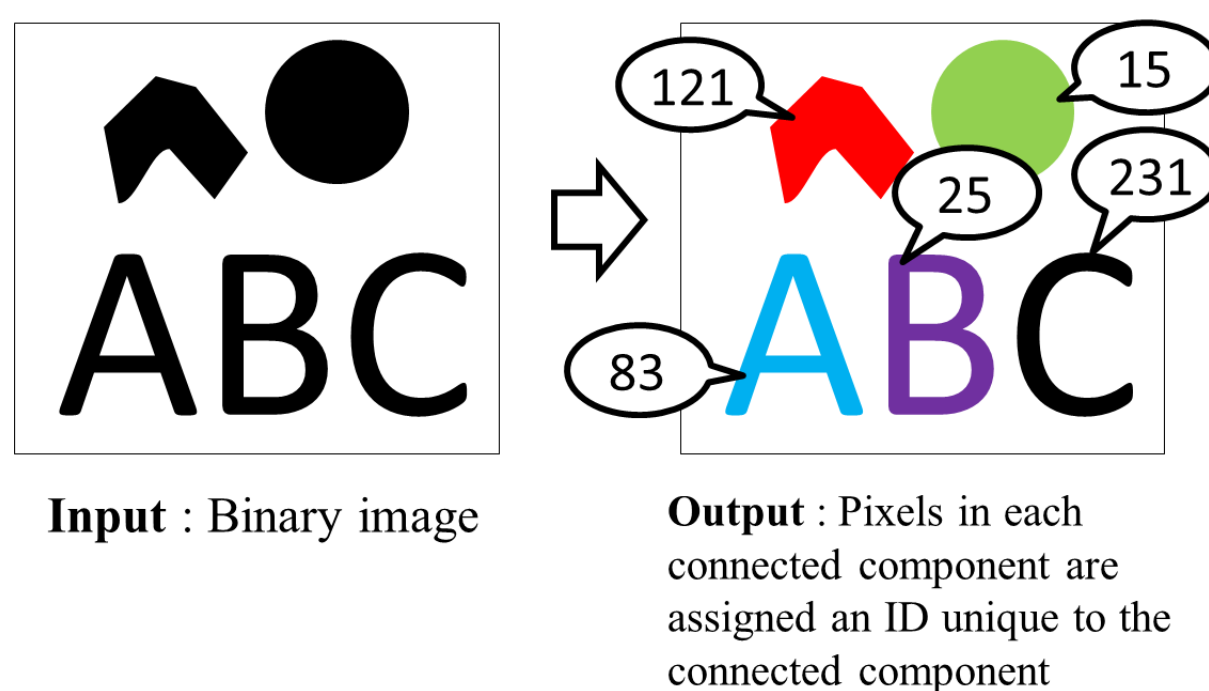 121
15
25
231
ABC
ABC
83
Input : Binary image
Output : Pixels in each
connected component are
assigned an ID unique to the
connected component